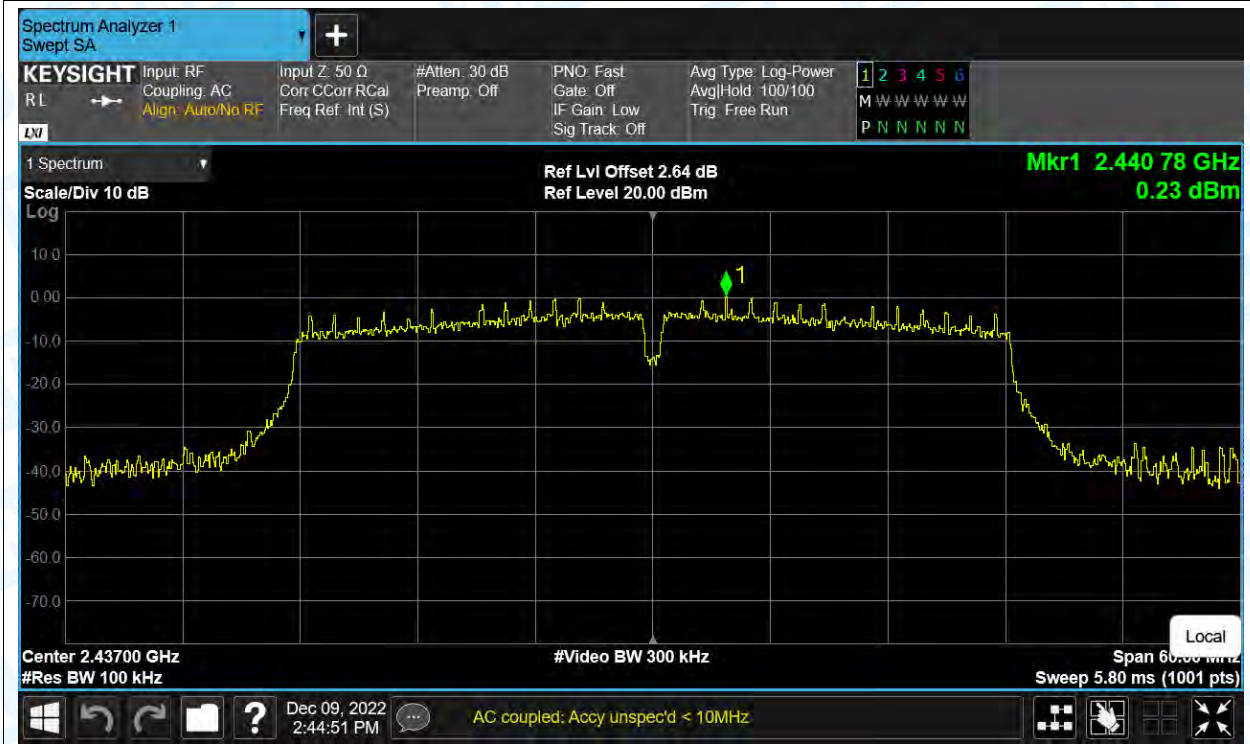 Spectrum Analyzer 1
Swept SA
KEYSIGHT
R L
LXI
Input: RF
Coupling: AC
Align: Auto/No RF
Input Z: 50 Ω
Corr CCorr RCal
Freq Ref: Int (S)
#Atten: 30 dB
Preamp: Off
PNO: Fast
Gate: Off
IF Gain: Low
Sig Track: Off
Avg Type: Log-Power
Avg|Hold: 100/100
Trig: Free Run
1 2 3 4 5 6
M W W W W W
P N N N N N
1 Spectrum
Scale/Div 10 dB
Ref Lvl Offset 2.64 dB
Ref Level 20.00 dBm
Mkr1 2.440 78 GHz
0.23 dBm
Log
10.0
0.00
-10.0
-20.0
-30.0
-40.0
-50.0
-60.0
-70.0
1
Local
Center 2.43700 GHz
#Video BW 300 kHz
Span 60.00 MHz
#Res BW 100 kHz
Sweep 5.80 ms (1001 pts)
?
Dec 09, 2022
2:44:51 PM
AC coupled: Accy unspec'd < 10MHz